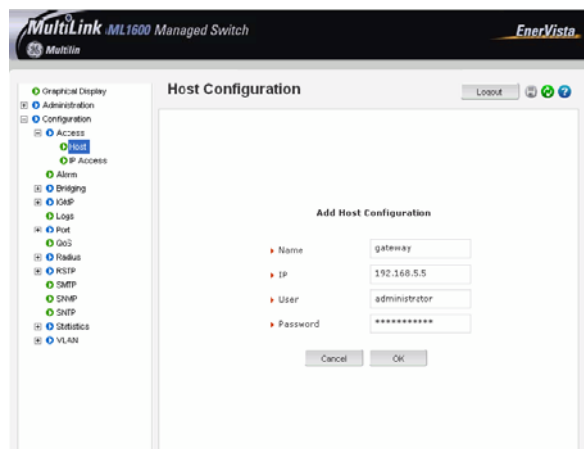 MultiLink ML1600 Managed Switch
EnerVista
Multilin
Graphical Display
Administration
Configuration
Access
Host
IP Access
Alarm
Bridging
IGMP
Logs
Port
QoS
Radius
RSTP
SMTP
SNMP
SNTP
Statistics
VLAN
Host Configuration
Logout
Add Host Configuration
Name gateway
IP 192.168.5.5
User administrator
Password ***********
Cancel OK